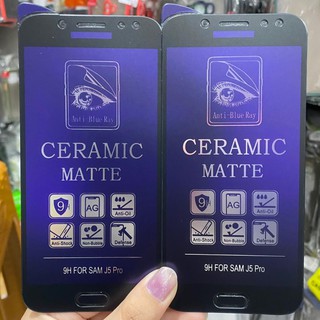 Anti-Blue Ray
CERAMIC
MATTE
9
AG
Anti-Oil
Anti-Shock
Non-Bubble
Defense
9H FOR SAM J5 Pro
Anti-Blue Ray
CERAMIC
MATTE
9
AG
Anti-Oil
Anti-Shock
Non-Bubble
Defense
9H FOR SAM J5 Pro